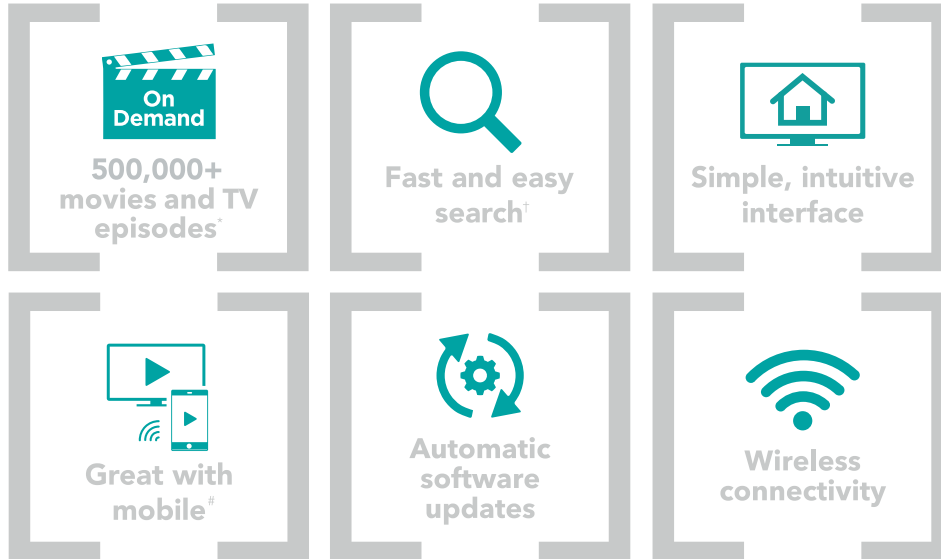 On
Demand
500,000+
movies and TV
episodes*
Fast and easy
search†
Simple, intuitive
interface
Great with
mobile#
Automatic
software
updates
Wireless
connectivity